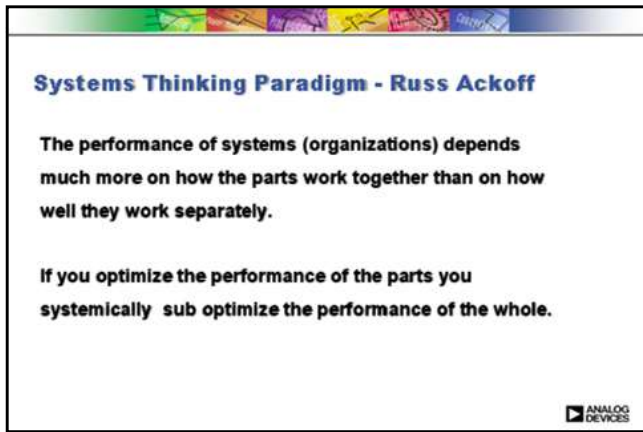 Systems Thinking Paradigm - Russ Ackoff
The performance of systems (organizations) depends
much more on how the parts work together than on how
well they work separately.
If you optimize the performance of the parts you
systemically sub optimize the performance of the whole.
ANALOG
DEVICES